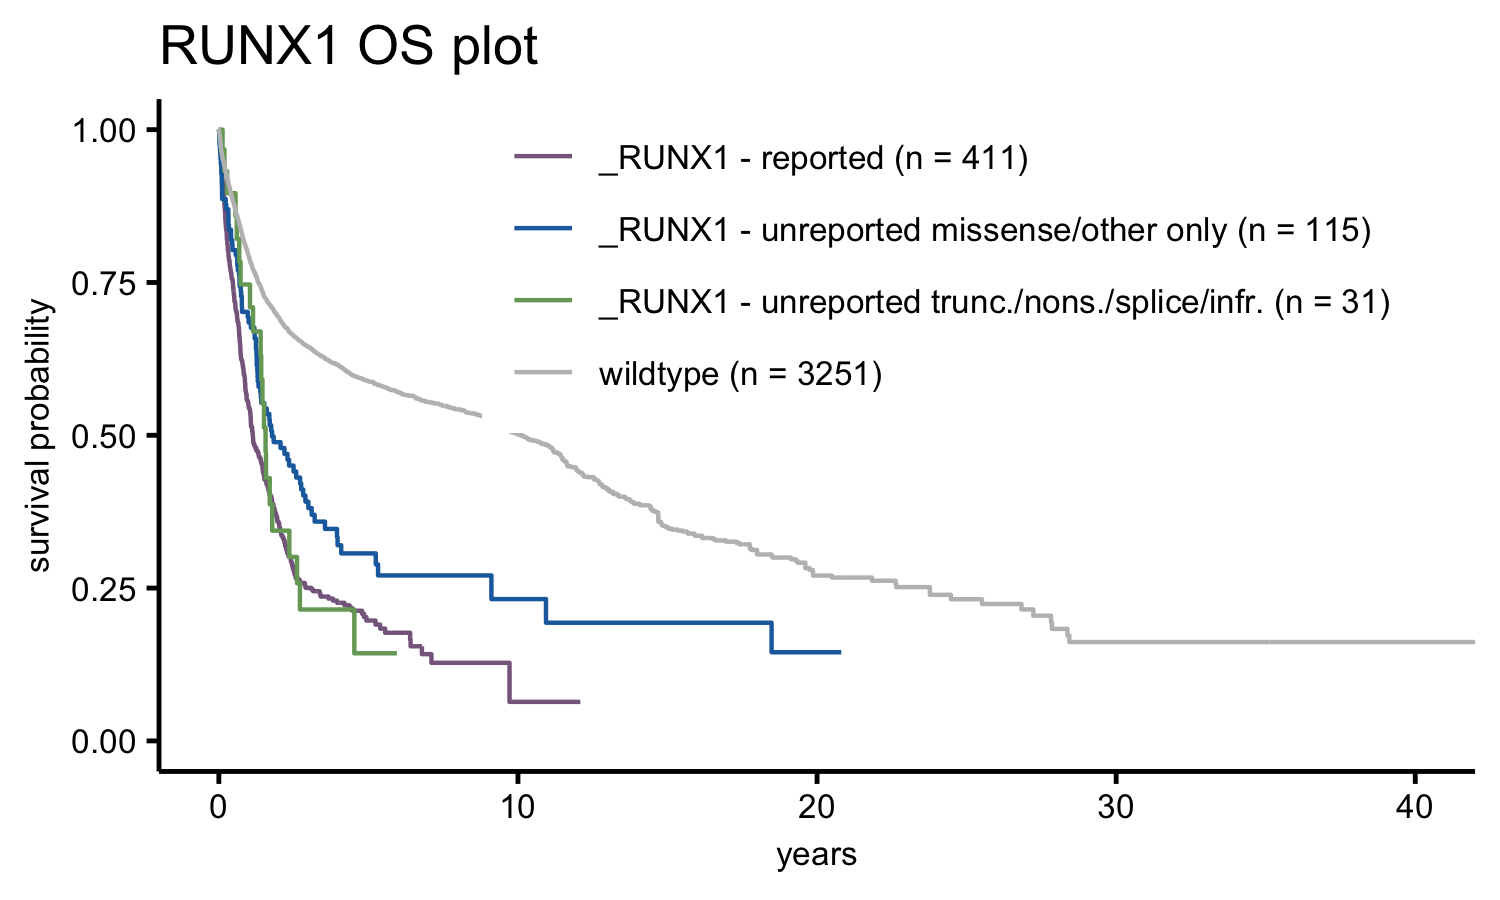 RUNX1 OS plot
_RUNX1 - reported (n = 411)
_RUNX1 - unreported missense/other only (n = 115)
_RUNX1 - unreported trunc./nons./splice/infr. (n = 31)
wildtype (n = 3251)
survival probability
1.00
0.75
0.50
0.25
0.00
0 10 20 30 40
years